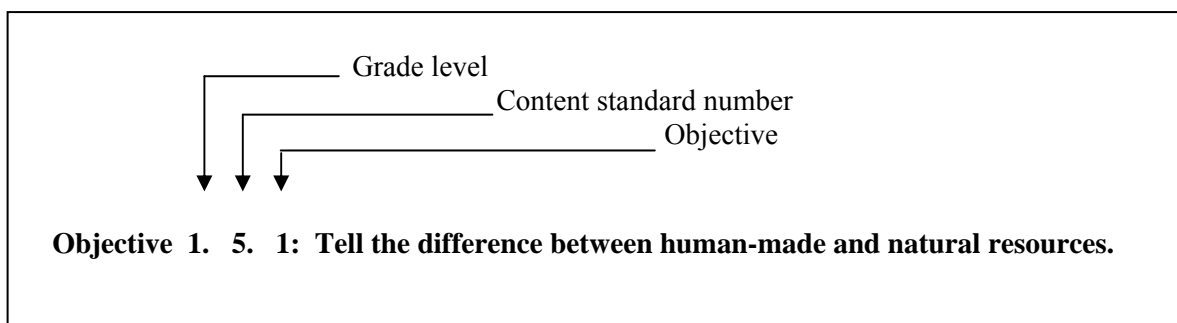 Grade level
Content standard number
Objective
Objective 1. 5. 1: Tell the difference between human-made and natural resources.